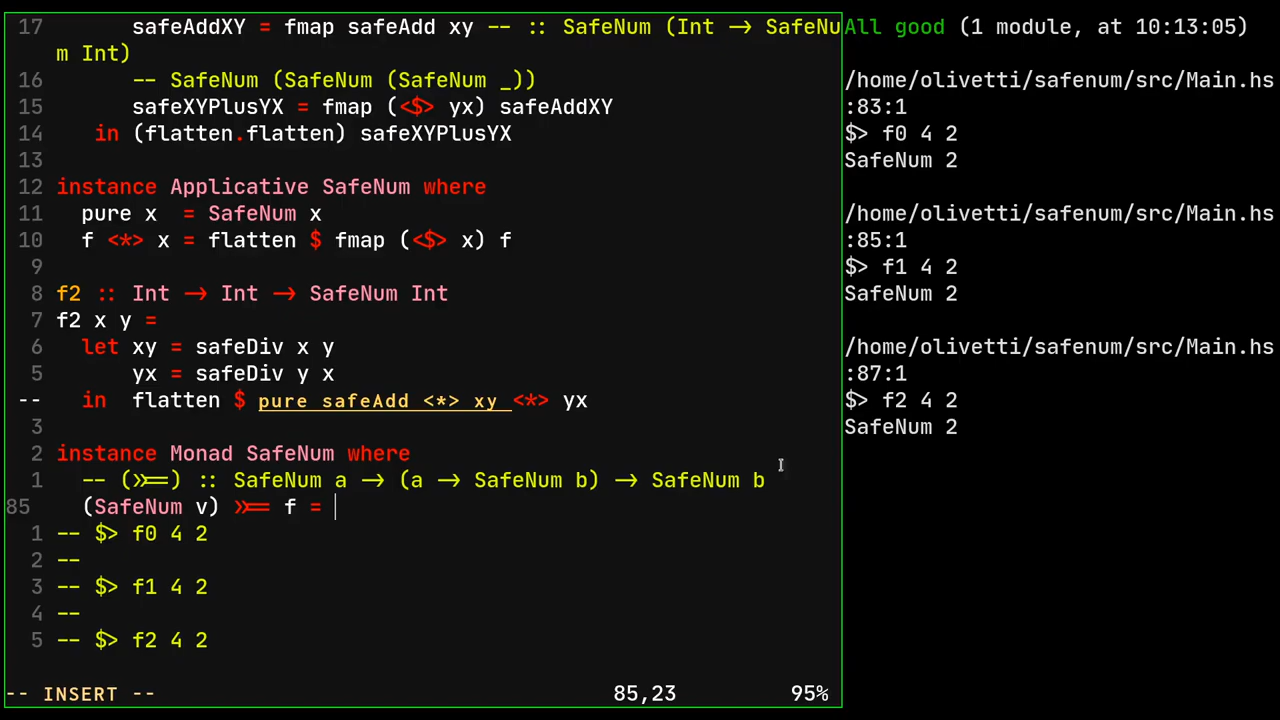 17       safeAddXY = fmap safeAdd xy -- :: SafeNum (Int -> SafeNu
m Int)
16       -- SafeNum (SafeNum (SafeNum _))
15       safeXYPlusYX = fmap (<$> yx) safeAddXY
14    in (flatten.flatten) safeXYPlusYX
13
12 instance Applicative SafeNum where
11   pure x  = SafeNum x
10   f <*> x = flatten $ fmap (<$> x) f
9
8 f2 :: Int -> Int -> SafeNum Int
7 f2 x y =
6   let xy = safeDiv x y
5       yx = safeDiv y x
--   in  flatten $ pure safeAdd <*> xy <*> yx
3
2 instance Monad SafeNum where
1   -- (>>=) :: SafeNum a -> (a -> SafeNum b) -> SafeNum b
85   (SafeNum v) >>= f =
1 -- $> f0 4 2
2 --
3 -- $> f1 4 2
4 --
5 -- $> f2 4 2
-- INSERT -- 85,23 95%
All good (1 module, at 10:13:05)
/home/olivetti/safenum/src/Main.hs
:83:1
$> f0 4 2
SafeNum 2
/home/olivetti/safenum/src/Main.hs
:85:1
$> f1 4 2
SafeNum 2
/home/olivetti/safenum/src/Main.hs
:87:1
$> f2 4 2
SafeNum 2